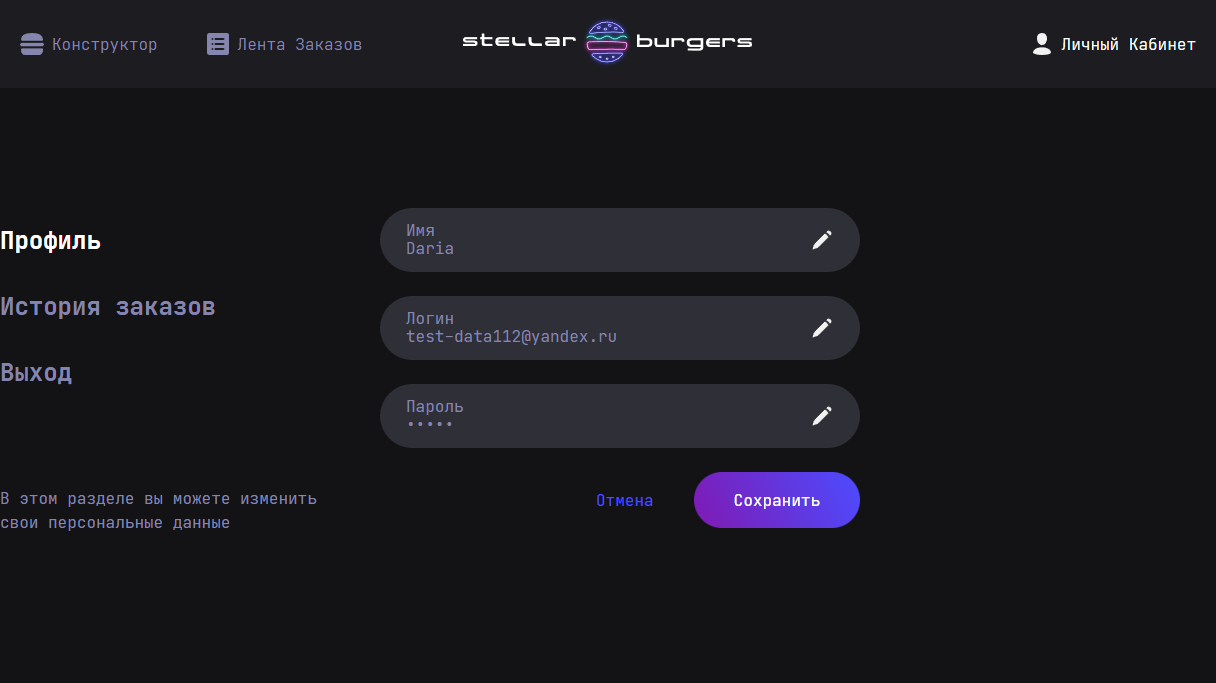 Конструктор
Лента Заказов
stellar burgers
Личный Кабинет
Профиль
История заказов
Выход
В этом разделе вы можете изменить
свои персональные данные
Имя
Daria
Логин
test-data112@yandex.ru
Пароль
•••••
Отмена
Сохранить